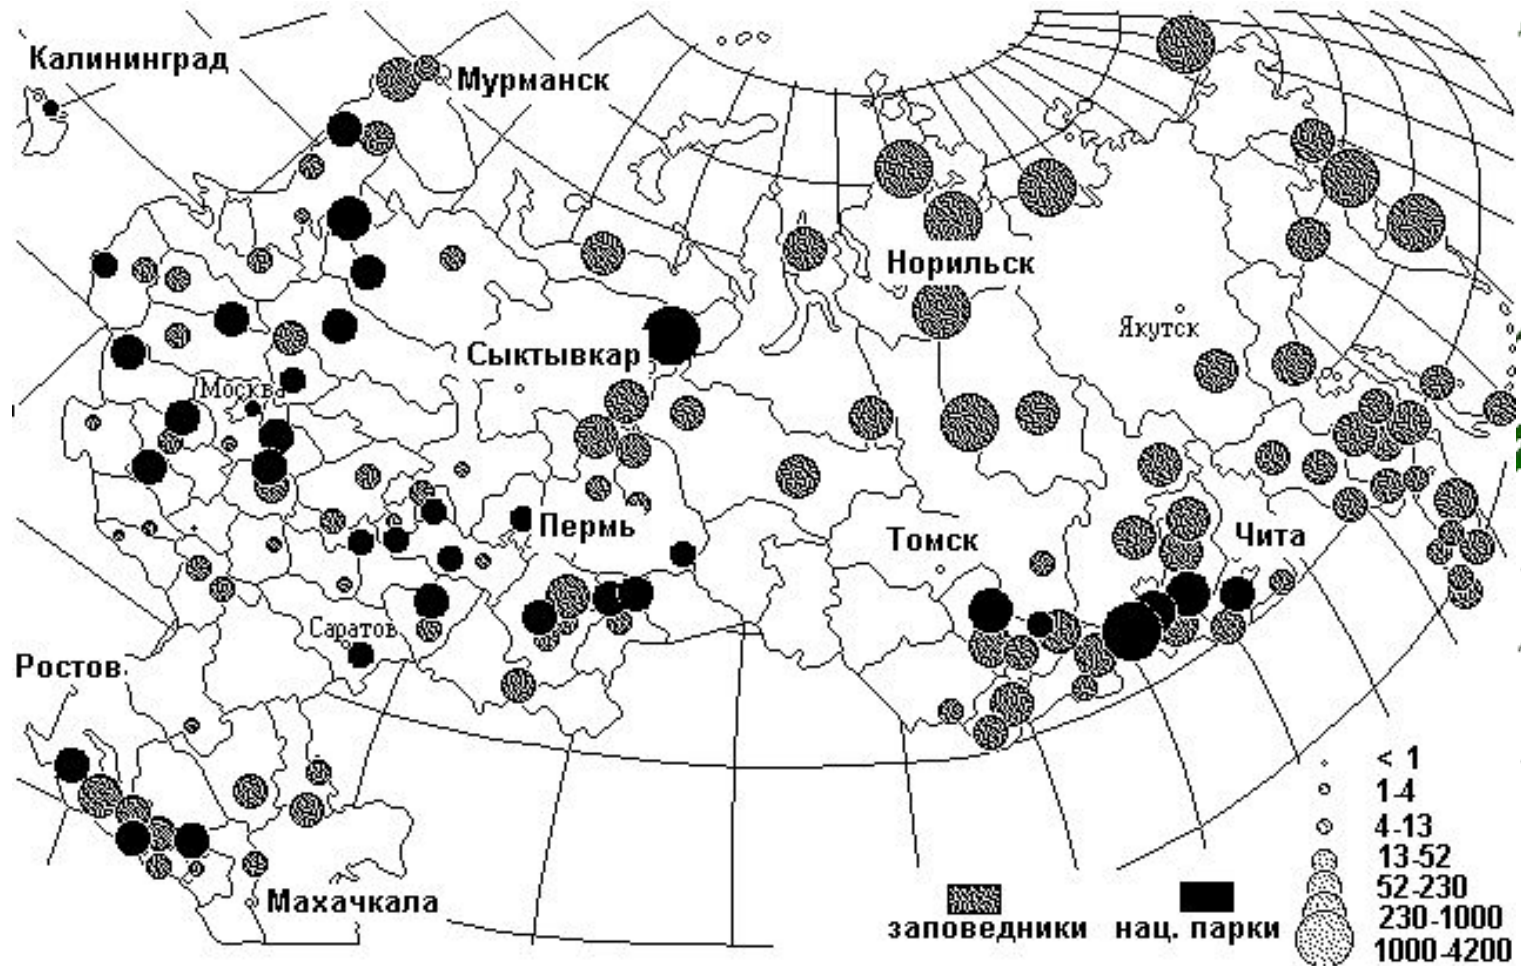 Калининград
Мурманск
Норильск
Якутск
Сыктывкар
Москва
Пермь
Томск
Чита
Саратов
Ростов
Махачкала
заповедники
нац. парки
< 1
1-4
4-13
13-52
52-230
230-1000
1000-4200